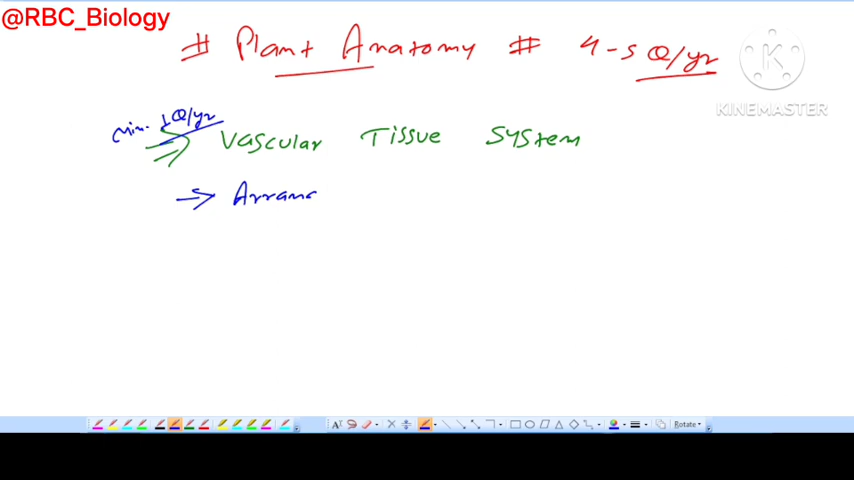 @RBC_Biology
# Plant Anatomy # 4-5 Q/yr
KINEMASTER
Min. 1 Q/yr
Vascular Tissue System
→ Arrang
Rotate